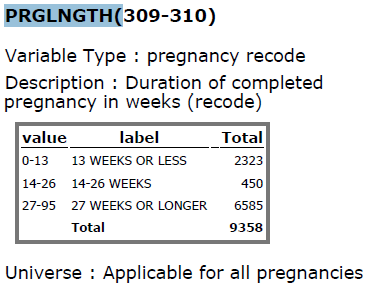 PRGLNGTH(309-310)
Variable Type : pregnancy recode
Description : Duration of completed
pregnancy in weeks (recode)
value label Total
0-13 13 WEEKS OR LESS 2323
14-26 14-26 WEEKS 450
27-95 27 WEEKS OR LONGER 6585
Total 9358
Universe : Applicable for all pregnancies